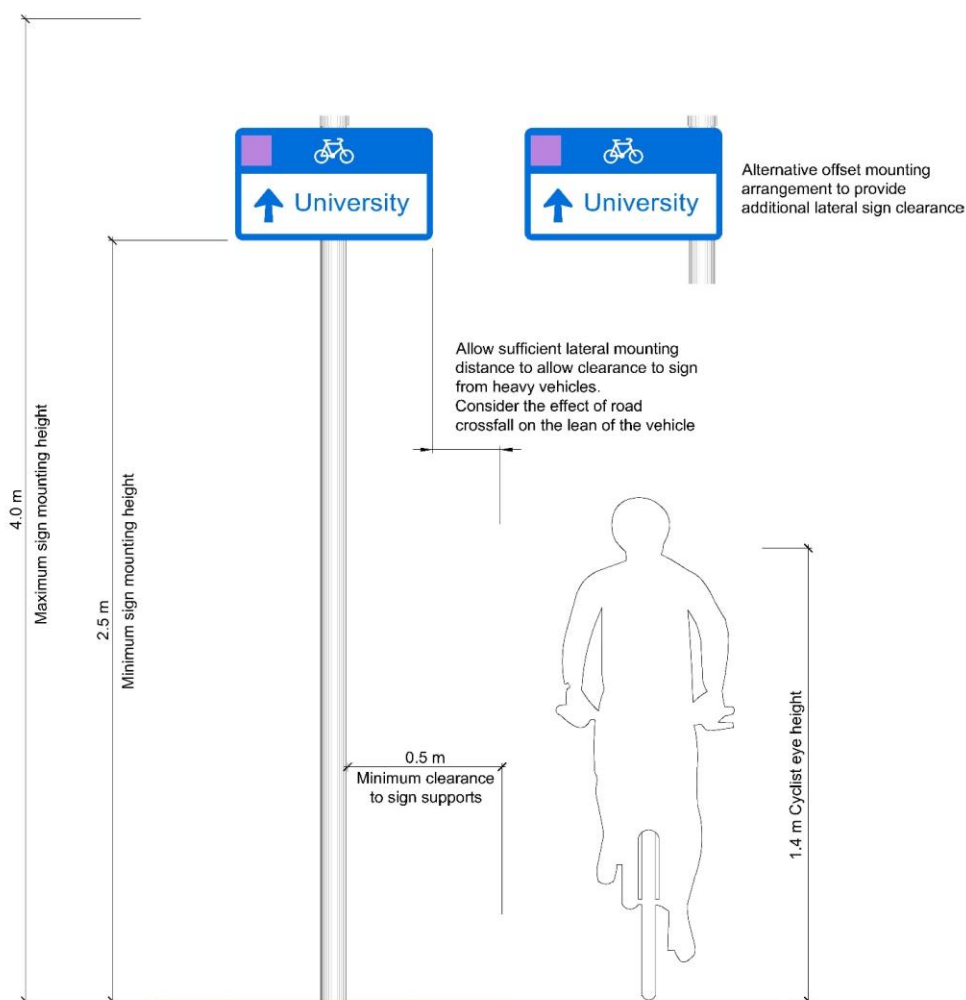 University
University
Alternative offset mounting
arrangement to provide
additional lateral sign clearance
Allow sufficient lateral mounting
distance to allow clearance to sign
from heavy vehicles.
Consider the effect of road
crossfall on the lean of the vehicle
4.0 m
Maximum sign mounting height
2.5 m
Minimum sign mounting height
0.5 m
Minimum clearance
to sign supports
1.4 m Cyclist eye height